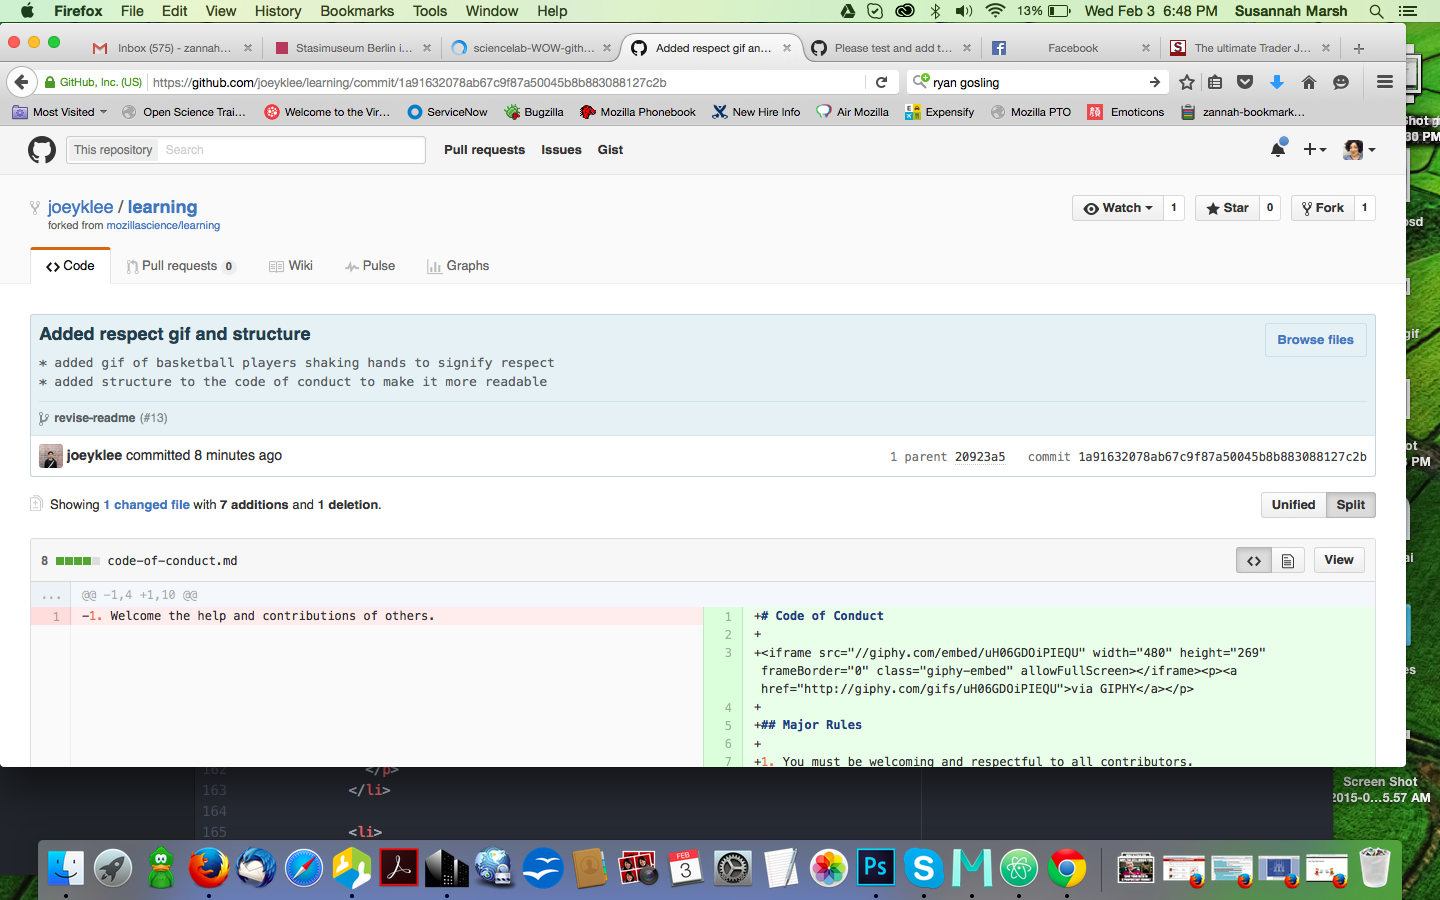 Firefox File Edit View History Bookmarks Tools Window Help 13% Wed Feb 3 6:48 PM Susannah Marsh
Inbox (575) - zannah... Stasimuseum Berlin i... sciencelab-WOW-gith... Added respect gif an... Please test and add t... Facebook The ultimate Trader J...
GitHub, Inc. (US) https://github.com/joeyklee/learning/commit/1a91632078ab67c9f87a50045b8b883088127c2b ryan gosling
Most Visited Open Science Trai... Welcome to the Vir... ServiceNow Bugzilla Mozilla Phonebook New Hire Info Air Mozilla Expensify Mozilla PTO Emoticons zannah-bookmark...
This repository Search Pull requests Issues Gist
joeyklee / learning
forked from mozillascience/learning
Watch 1 Star 0 Fork 1
Code Pull requests 0 Wiki Pulse Graphs
Added respect gif and structure
Browse files
* added gif of basketball players shaking hands to signify respect
* added structure to the code of conduct to make it more readable
revise-readme (#13)
joeyklee committed 8 minutes ago 1 parent 20923a5 commit 1a91632078ab67c9f87a50045b8b883088127c2b
Showing 1 changed file with 7 additions and 1 deletion. Unified Split
8 code-of-conduct.md <> View
... @@ -1,4 +1,10 @@
1 -1. Welcome the help and contributions of others.
1 +# Code of Conduct
2 +
3 +<iframe src="//giphy.com/embed/uH06GDOiPIEQU" width="480" height="269"
frameBorder="0" class="giphy-embed" allowFullScreen></iframe><p><a
href="http://giphy.com/gifs/uH06GDOiPIEQU">via GIPHY</a></p>
4 +
5 +## Major Rules
6 +
7 +1. You must be welcoming and respectful to all contributors.
162 </p>
163 </li>
164
165 <li>
Screen Shot
2015-0...5.57 AM
FEB
3
Ps